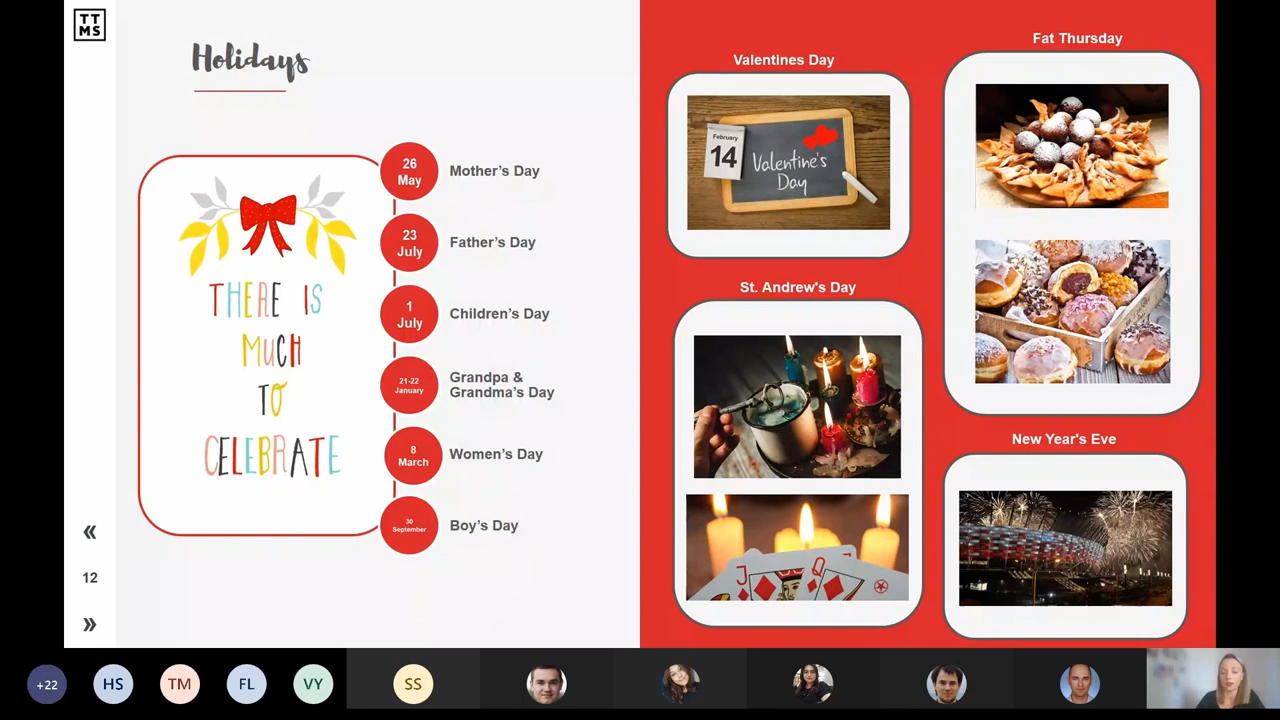 TT
MS
Holidays
THERE IS
MUCH
TO
CELEBRATE
26
May
Mother's Day
23
July
Father's Day
1
July
Children's Day
21-22
January
Grandpa &
Grandma's Day
8
March
Women's Day
30
September
Boy's Day
«
12
»
Valentines Day
February
14
Valentine's
Day
St. Andrew's Day
J
Q
Fat Thursday
New Year's Eve
+22
HS
TM
FL
VY
SS